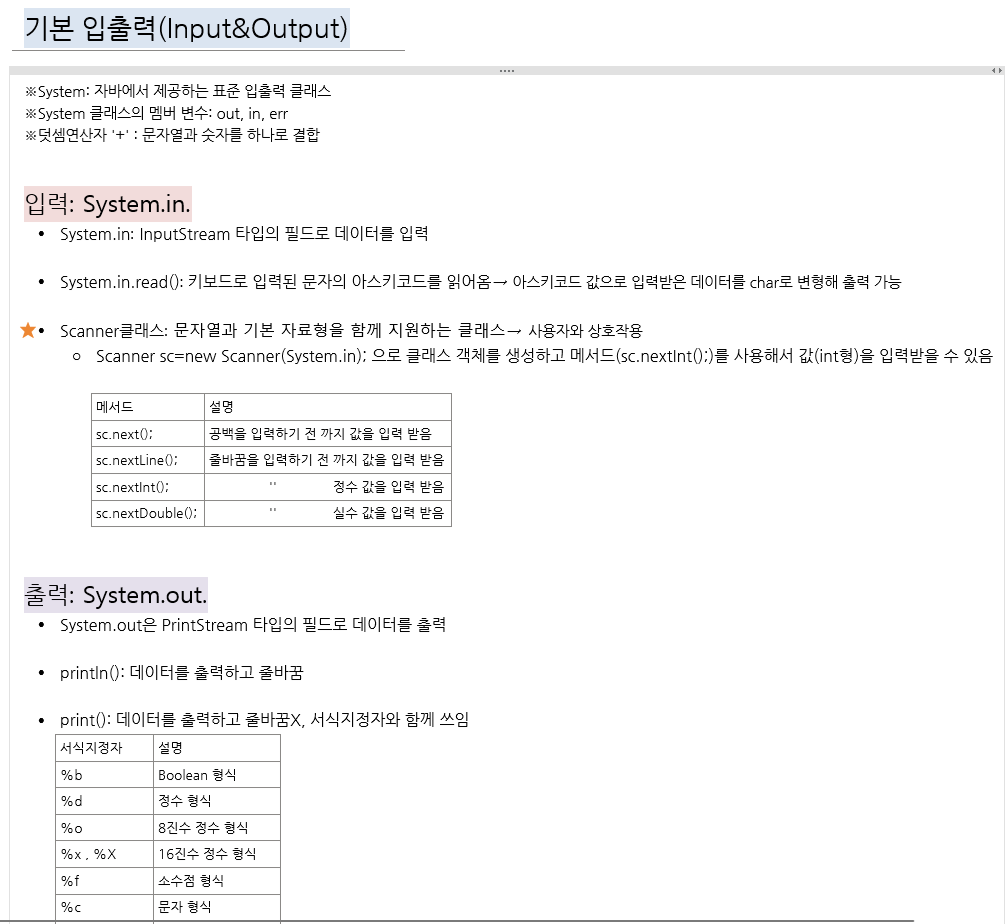 기본 입출력(Input&Output)
※System: 자바에서 제공하는 표준 입출력 클래스
※System 클래스의 멤버 변수: out, in, err
※덧셈연산자 '+' : 문자열과 숫자를 하나로 결합
입력: System.in.
• System.in: InputStream 타입의 필드로 데이터를 입력
• System.in.read(): 키보드로 입력된 문자의 아스키코드를 읽어옴→ 아스키코드 값으로 입력받은 데이터를 char로 변형해 출력 가능
• Scanner클래스: 문자열과 기본 자료형을 함께 지원하는 클래스→ 사용자와 상호작용
○ Scanner sc=new Scanner(System.in); 으로 클래스 객체를 생성하고 메서드(sc.nextInt();)를 사용해서 값(int형)을 입력받을 수 있음
메서드 설명
sc.next(); 공백을 입력하기 전 까지 값을 입력 받음
sc.nextLine(); 줄바꿈을 입력하기 전 까지 값을 입력 받음
sc.nextInt(); '' 정수 값을 입력 받음
sc.nextDouble(); '' 실수 값을 입력 받음
출력: System.out.
• System.out은 PrintStream 타입의 필드로 데이터를 출력
• println(): 데이터를 출력하고 줄바꿈
• print(): 데이터를 출력하고 줄바꿈X, 서식지정자와 함께 쓰임
서식지정자 설명
%b Boolean 형식
%d 정수 형식
%o 8진수 정수 형식
%x , %X 16진수 정수 형식
%f 소수점 형식
%c 문자 형식